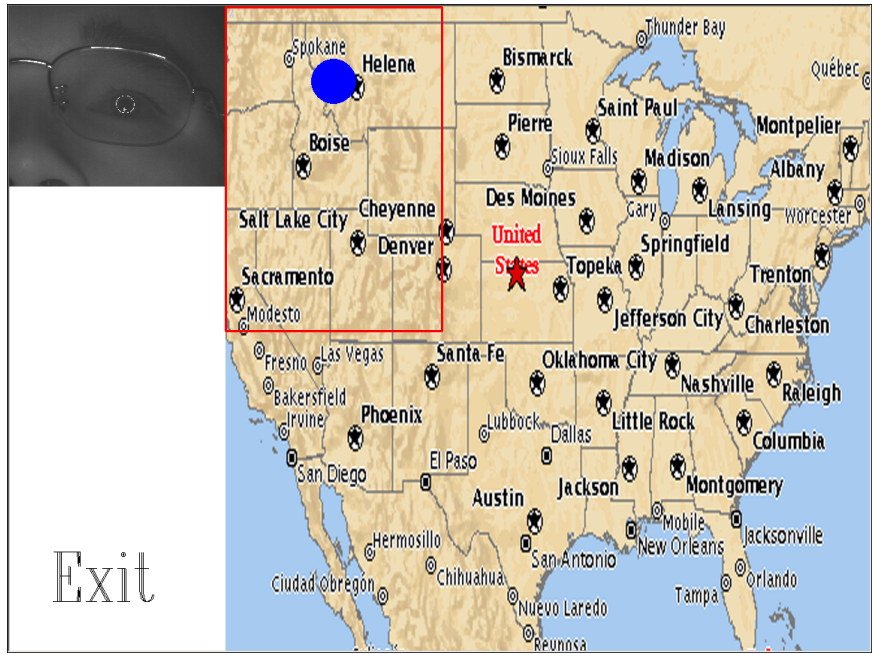 Thunder Bay
Spokane
Helena
Bismarck
Québec
Saint Paul
Pierre
Montpelier
Boise
Sioux Falls
Madison
Albany
Des Moines
Salt Lake City
Cheyenne
Gary
Lansing
Worcester
United
States
Denver
Springfield
Topeka
Trenton
Sacramento
Modesto
Jefferson City
Charleston
Fresno
Las Vegas
Santa Fe
Oklahoma City
Nashville
Raleigh
Bakersfield
Irvine
Phoenix
Lubbock
Little Rock
Dallas
Columbia
San Diego
El Paso
Jackson
Montgomery
Austin
Mobile
Jacksonville
Hermosillo
San Antonio
New Orleans
Exit
Ciudad Obregón
Chihuahua
Orlando
Tampa
Nuevo Laredo
Reynosa